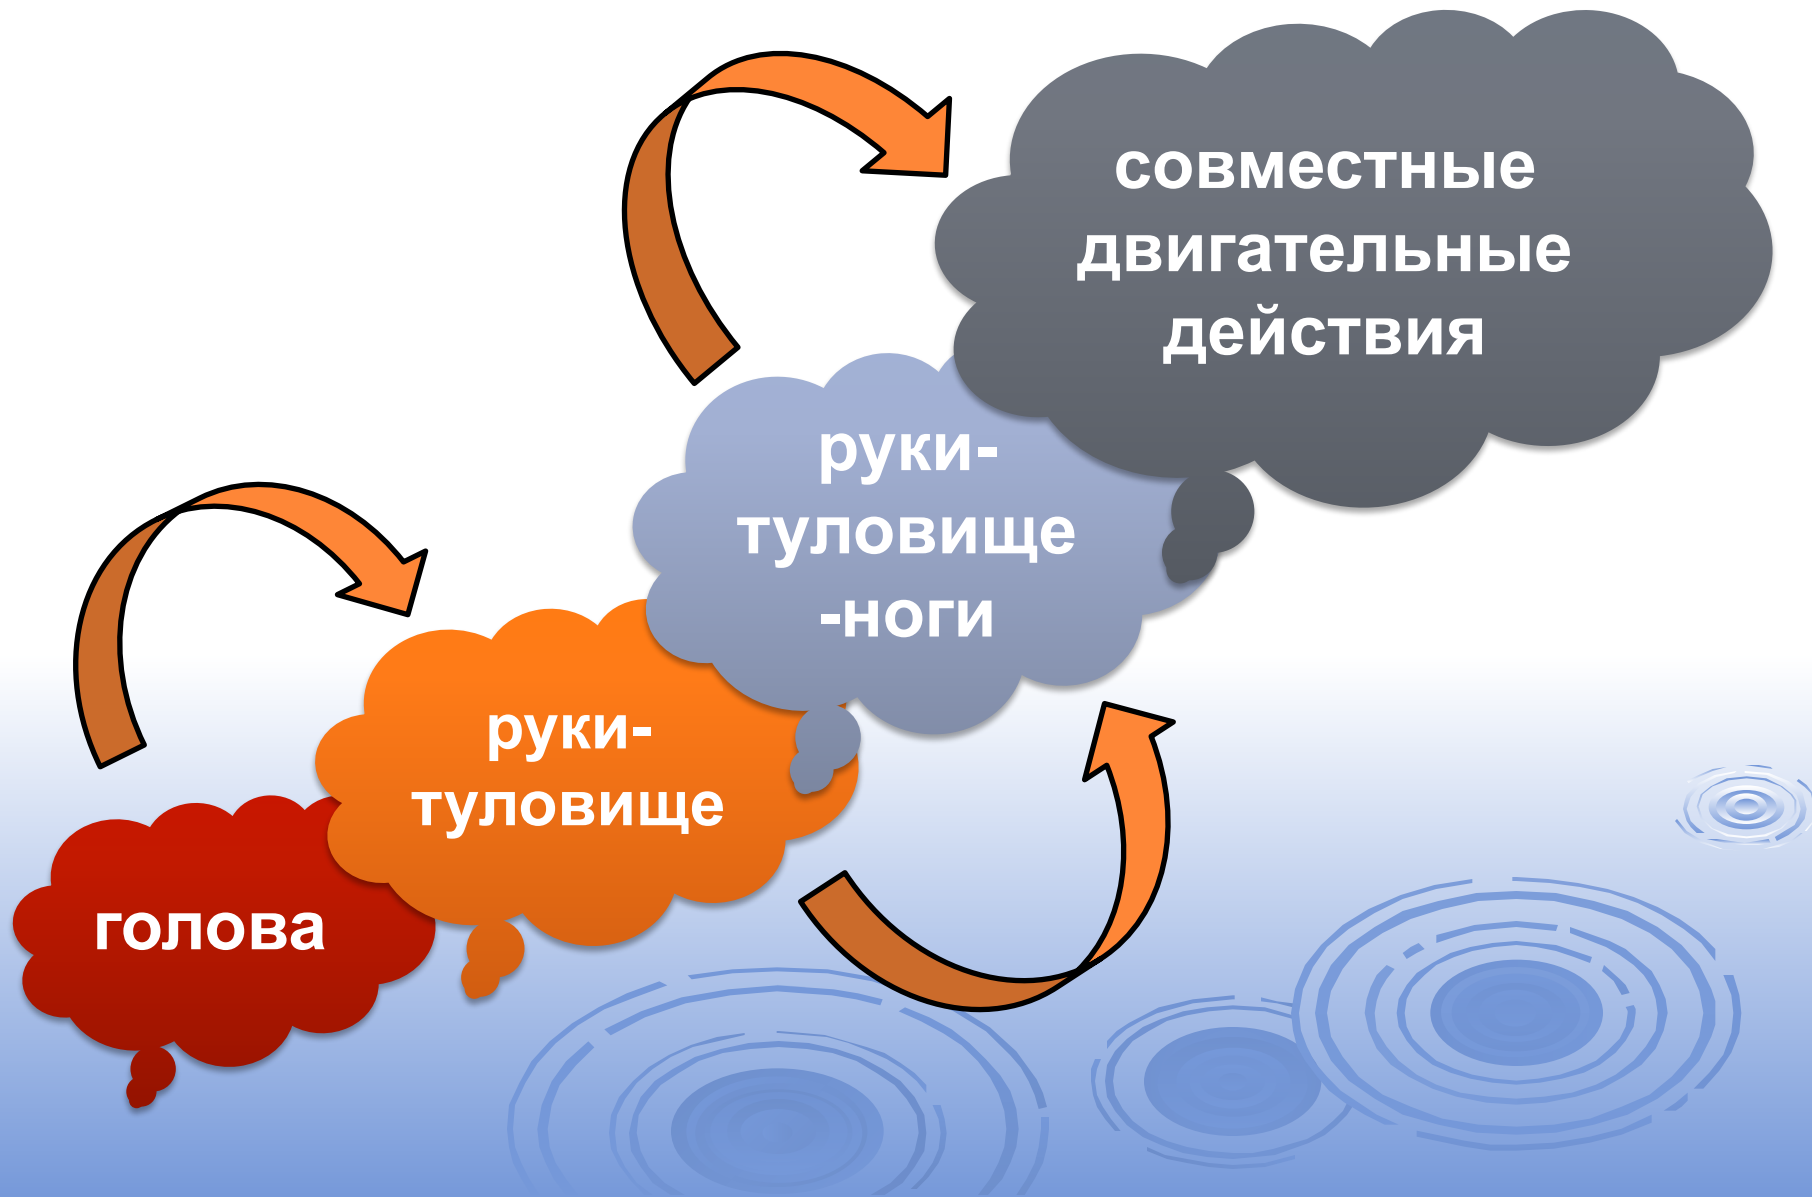 совместные
двигательные
действия
руки-
туловище
-ноги
руки-
туловище
голова